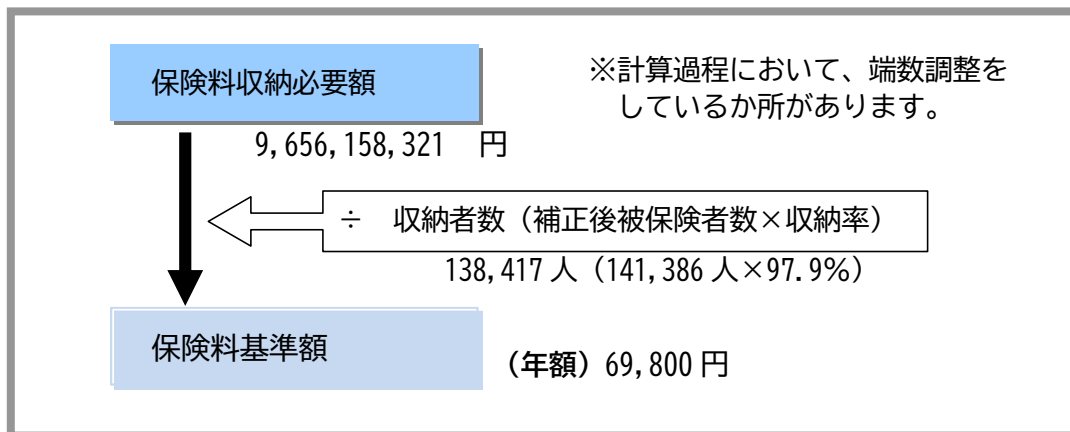 保険料収納必要額
※計算過程において、端数調整を
しているか所があります。
9,656,158,321 円
÷ 収納者数（補正後被保険者数×収納率）
138,417 人（141,386 人×97.9%）
保険料基準額
（年額）69,800 円